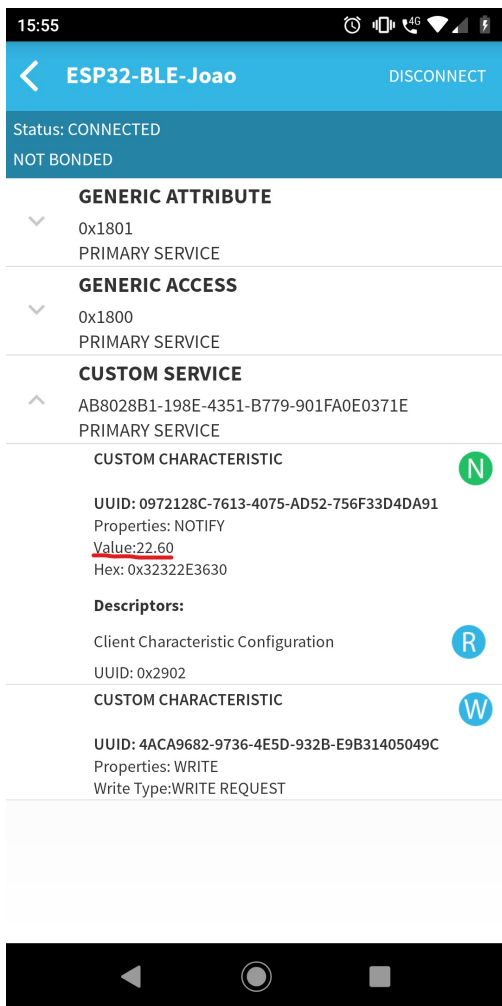 15:55
4G
ESP32-BLE-Joao DISCONNECT
Status: CONNECTED
NOT BONDED
GENERIC ATTRIBUTE
0x1801
PRIMARY SERVICE
GENERIC ACCESS
0x1800
PRIMARY SERVICE
CUSTOM SERVICE
AB8028B1-198E-4351-B779-901FA0E0371E
PRIMARY SERVICE
CUSTOM CHARACTERISTIC
N
UUID: 0972128C-7613-4075-AD52-756F33D4DA91
Properties: NOTIFY
Value:22.60
Hex: 0x32322E3630
Descriptors:
Client Characteristic Configuration
R
UUID: 0x2902
CUSTOM CHARACTERISTIC
W
UUID: 4ACA9682-9736-4E5D-932B-E9B31405049C
Properties: WRITE
Write Type:WRITE REQUEST